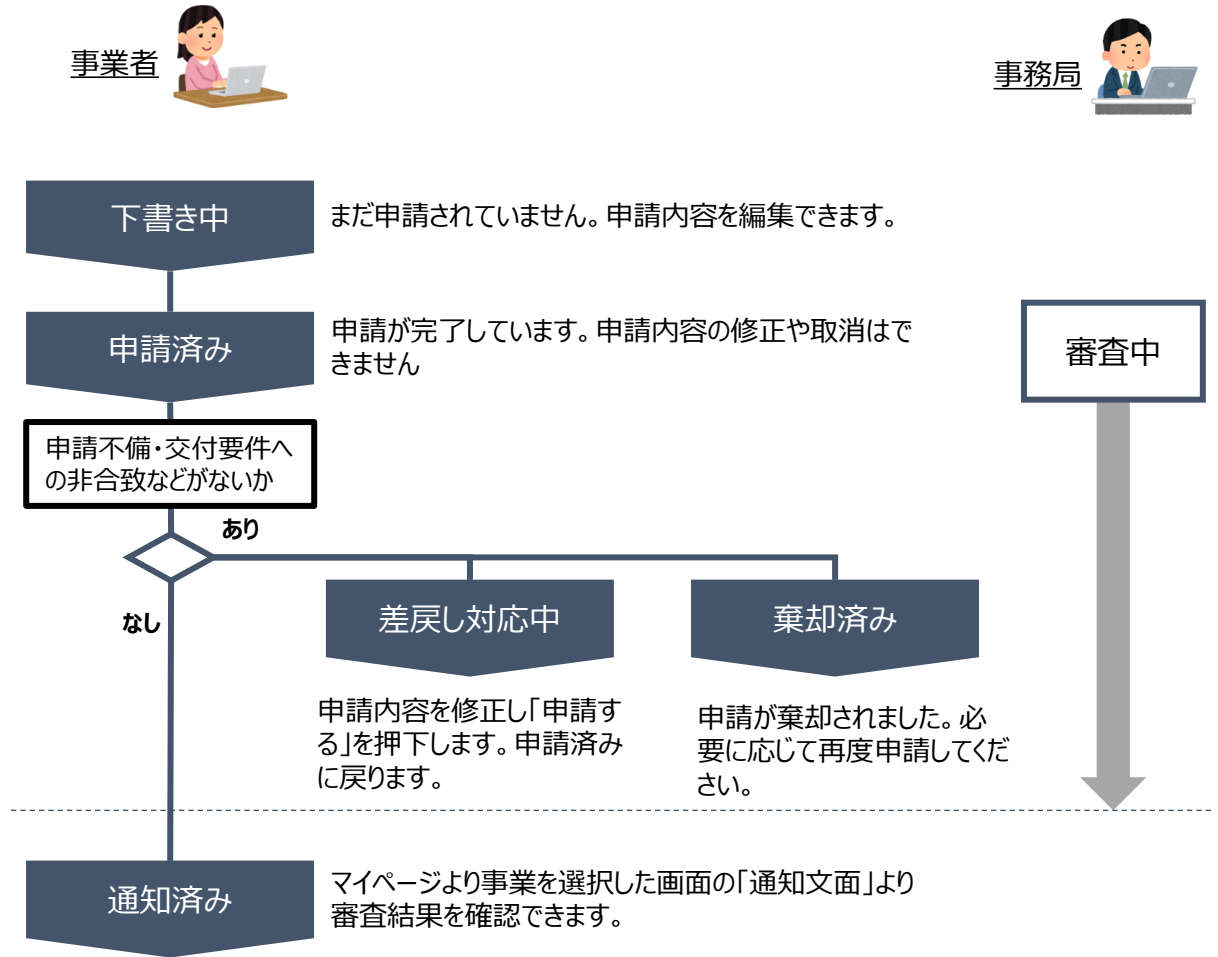 事業者
事務局
下書き中
まだ申請されていません。申請内容を編集できます。
申請済み
申請が完了しています。申請内容の修正や取消はで
きません
審査中
申請不備・交付要件へ
の非合致などがないか
あり
なし
差戻し対応中
棄却済み
申請内容を修正し「申請す
る」を押下します。申請済み
に戻ります。
申請が棄却されました。必
要に応じて再度申請してくだ
さい。
通知済み
マイページより事業を選択した画面の「通知文面」より
審査結果を確認できます。